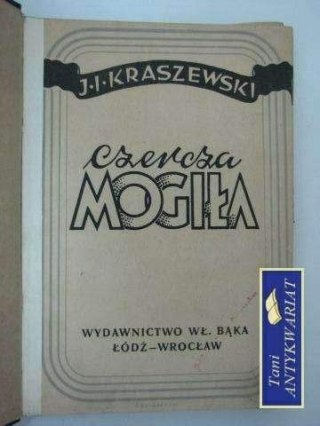 J·I·KRASZEWSKI
Czercza
MOGIŁA
WYDAWNICTWO WŁ. BĄKA
ŁÓDŹ–WROCŁAW
Tani
ANTYKWARIAT